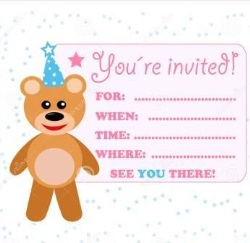 You´re invited!
FOR: ........................
WHEN: ........................
TIME: ........................
WHERE: ........................
SEE YOU THERE!